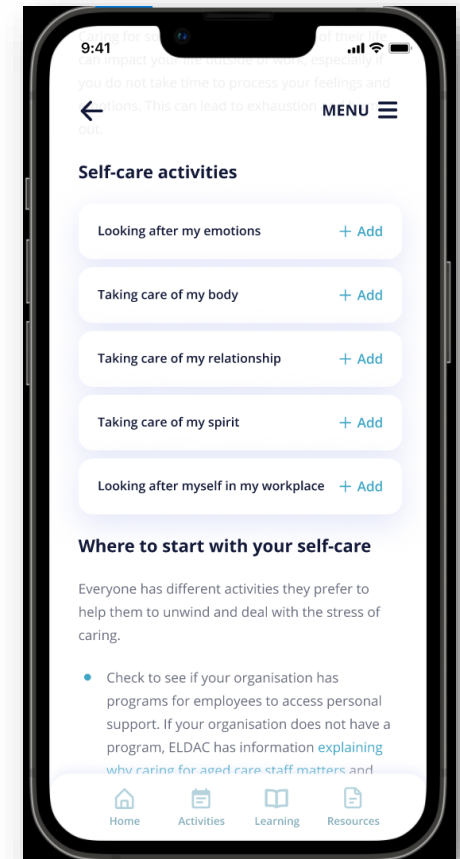 Caring for s of their life
9:41
can impact your life outside of work, especially if
you do not take time to process your feelings and
emotions. This can lead to exhaustion
MENU
out.
Self-care activities
Looking after my emotions + Add
Taking care of my body + Add
Taking care of my relationship + Add
Taking care of my spirit + Add
Looking after myself in my workplace + Add
Where to start with your self-care
Everyone has different activities they prefer to
help them to unwind and deal with the stress of
caring.
• Check to see if your organisation has
programs for employees to access personal
support. If your organisation does not have a
program, ELDAC has information explaining
why caring for aged care staff matters and
Home Activities Learning Resources